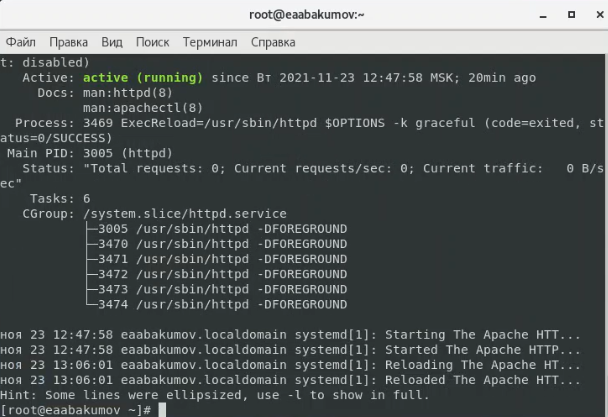 root@eaabakumov:~
Файл Правка Вид Поиск Терминал Справка
t: disabled)
   Active: active (running) since Вт 2021-11-23 12:47:58 MSK; 20min ago
     Docs: man:httpd(8)
           man:apachectl(8)
  Process: 3469 ExecReload=/usr/sbin/httpd $OPTIONS -k graceful (code=exited, st
atus=0/SUCCESS)
 Main PID: 3005 (httpd)
   Status: "Total requests: 0; Current requests/sec: 0; Current traffic:   0 B/s
ec"
    Tasks: 6
   CGroup: /system.slice/httpd.service
           ├─3005 /usr/sbin/httpd -DFOREGROUND
           ├─3470 /usr/sbin/httpd -DFOREGROUND
           ├─3471 /usr/sbin/httpd -DFOREGROUND
           ├─3472 /usr/sbin/httpd -DFOREGROUND
           ├─3473 /usr/sbin/httpd -DFOREGROUND
           └─3474 /usr/sbin/httpd -DFOREGROUND
ноя 23 12:47:58 eaabakumov.localdomain systemd[1]: Starting The Apache HTT...
ноя 23 12:47:58 eaabakumov.localdomain systemd[1]: Started The Apache HTTP...
ноя 23 13:06:01 eaabakumov.localdomain systemd[1]: Reloading The Apache HT...
ноя 23 13:06:01 eaabakumov.localdomain systemd[1]: Reloaded The Apache HTT...
Hint: Some lines were ellipsized, use -l to show in full.
[root@eaabakumov ~]#